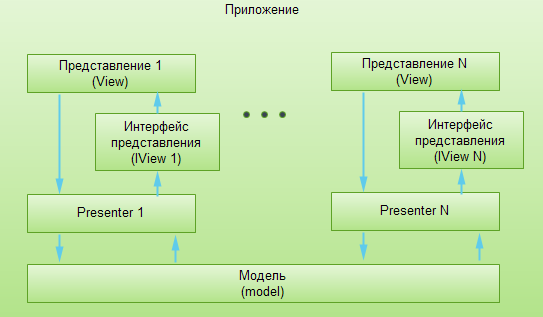 Приложение
Представление 1
(View)
Интерфейс
представления
(IView 1)
Presenter 1
Представление N
(View)
Интерфейс
представления
(IView N)
Presenter N
Модель
(model)